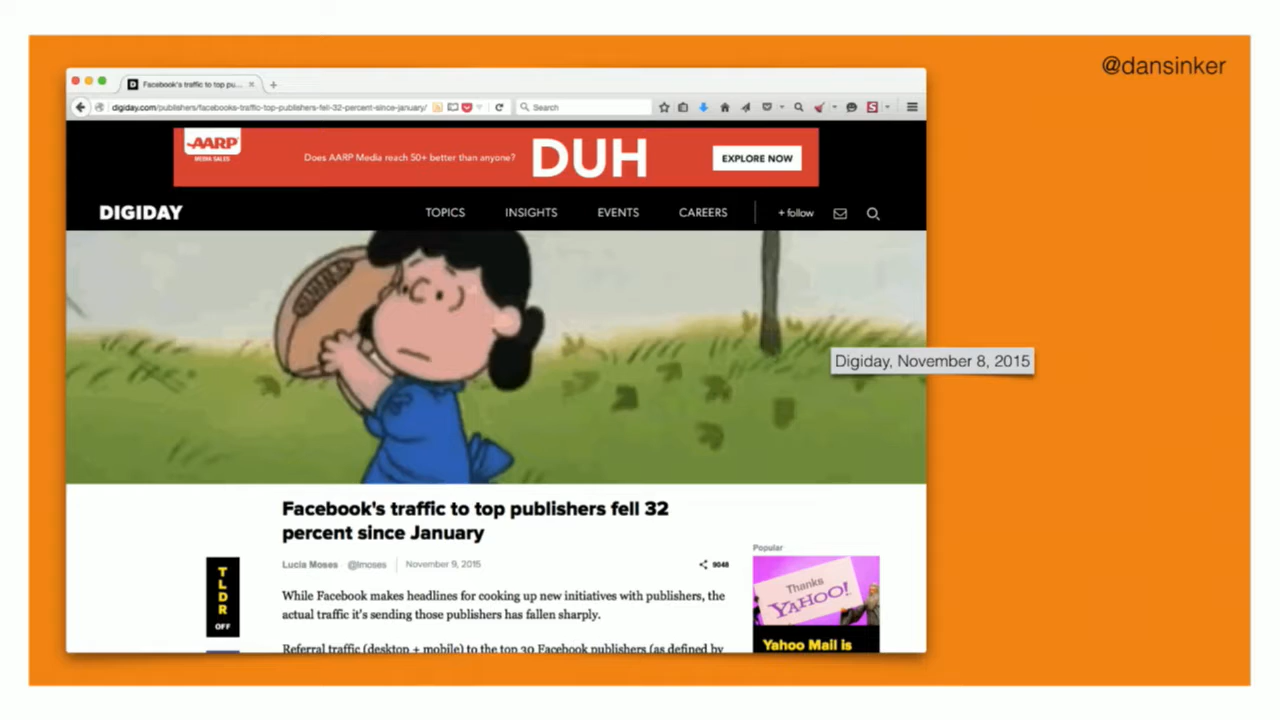 @dansinker
Facebook's traffic to top pu...
digiday.com/publishers/facebooks-traffic-top-publishers-fell-32-percent-since-january/
Search
AARP
MEDIA SALES
Does AARP Media reach 50+ better than anyone?
DUH
EXPLORE NOW
DIGIDAY
TOPICS
INSIGHTS
EVENTS
CAREERS
+ follow
Digiday, November 8, 2015
Facebook's traffic to top publishers fell 32
percent since January
Lucia Moses @lmoses
November 9, 2015
9048
TLDR
OFF
While Facebook makes headlines for cooking up new initiatives with publishers, the
actual traffic it's sending those publishers has fallen sharply.
Referral traffic (desktop + mobile) to the top 30 Facebook publishers (as defined by
Popular
Thanks
YAHOO!
Yahoo Mail is